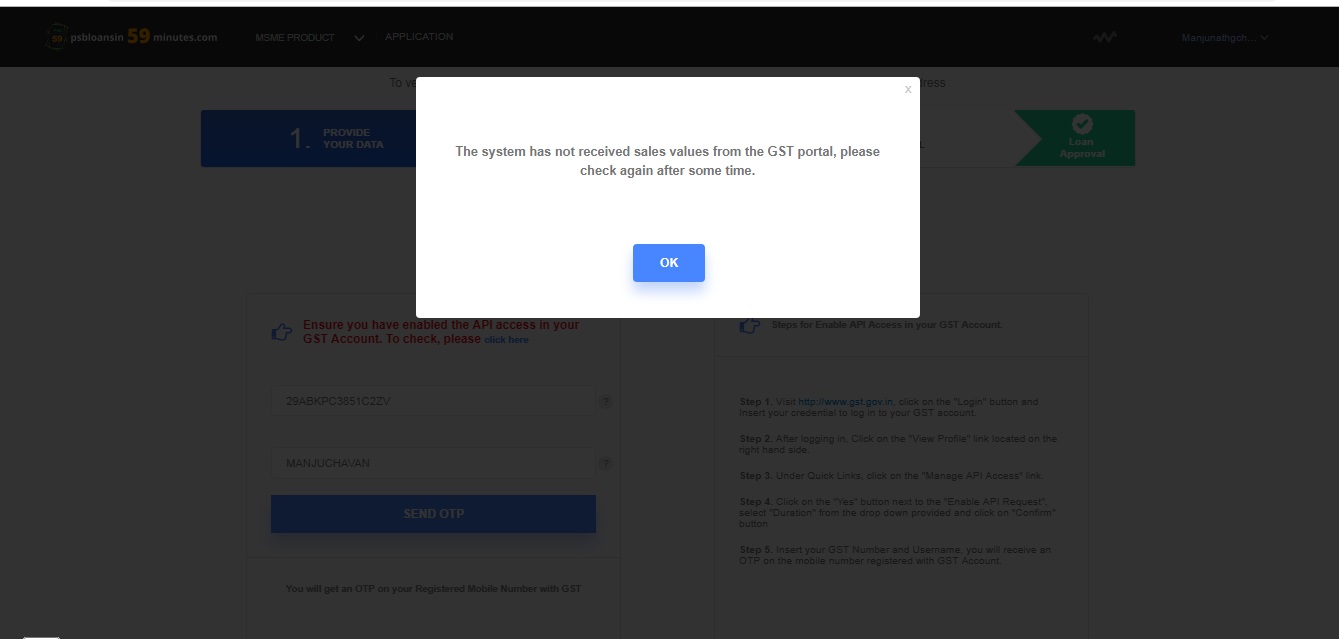 psbloansin 59 minutes.com
MSME PRODUCT
APPLICATION
Manjunathgch...
To ve
ress
x
1. PROVIDE
YOUR DATA
L
Loan
Approval
The system has not received sales values from the GST portal, please
check again after some time.
OK
Ensure you have enabled the API access in your
GST Account. To check, please click here
29ABKPC3851C2ZV
?
MANJUCHAVAN
?
SEND OTP
You will get an OTP on your Registered Mobile Number with GST
Steps for Enable API Access in your GST Account.
Step 1. Visit http://www.gst.gov.in, click on the "Login" button and
Insert your credential to log in to your GST account.
Step 2. After logging in, Click on the "View Profile" link located on the
right hand side.
Step 3. Under Quick Links, click on the "Manage API Access" link.
Step 4. Click on the "Yes" button next to the "Enable API Request",
select "Duration" from the drop down provided and click on "Confirm"
button
Step 5. Insert your GST Number and Username, you will receive an
OTP on the mobile number registered with GST Account.